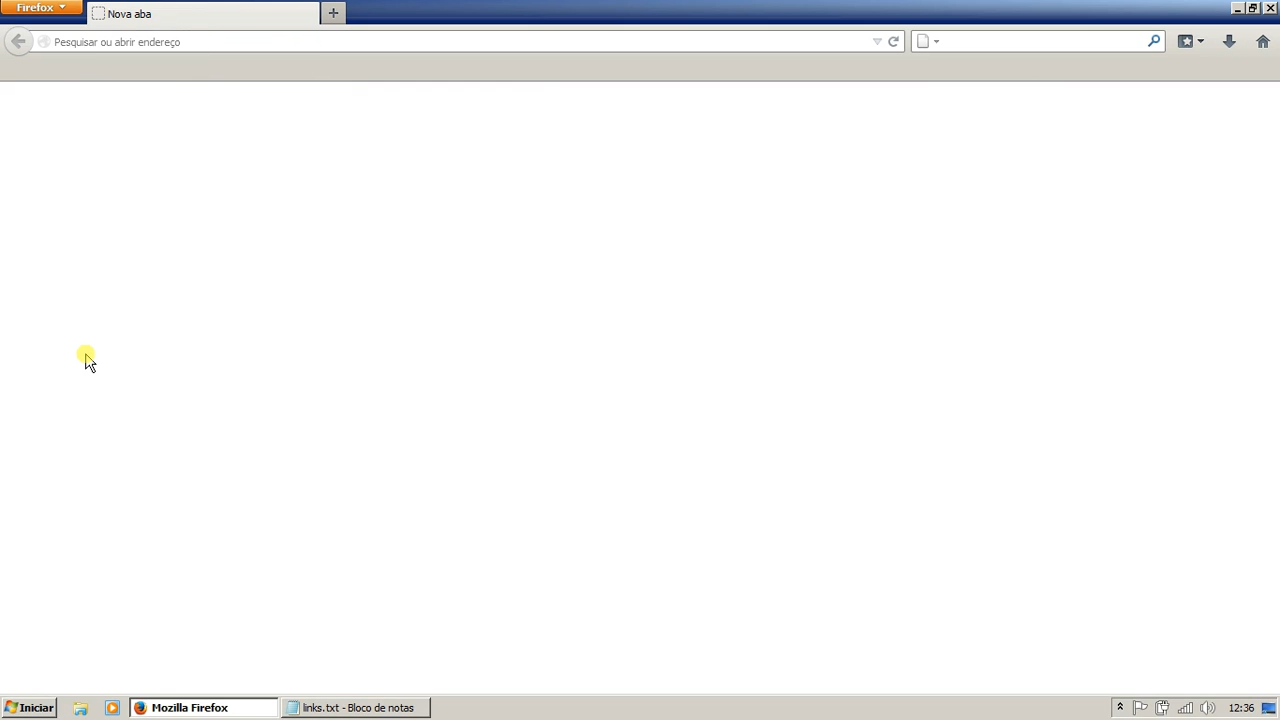 Firefox
Nova aba
Pesquisar ou abrir endereço
Iniciar
Mozilla Firefox
links.txt - Bloco de notas
12:36